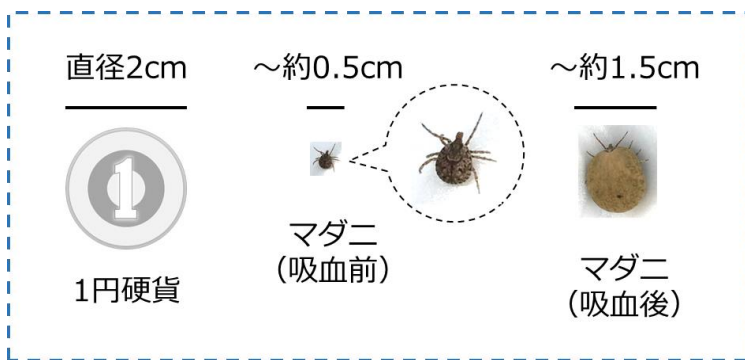 直径2cm
～約0.5cm
～約1.5cm
1
1円硬貨
マダニ
（吸血前）
マダニ
（吸血後）